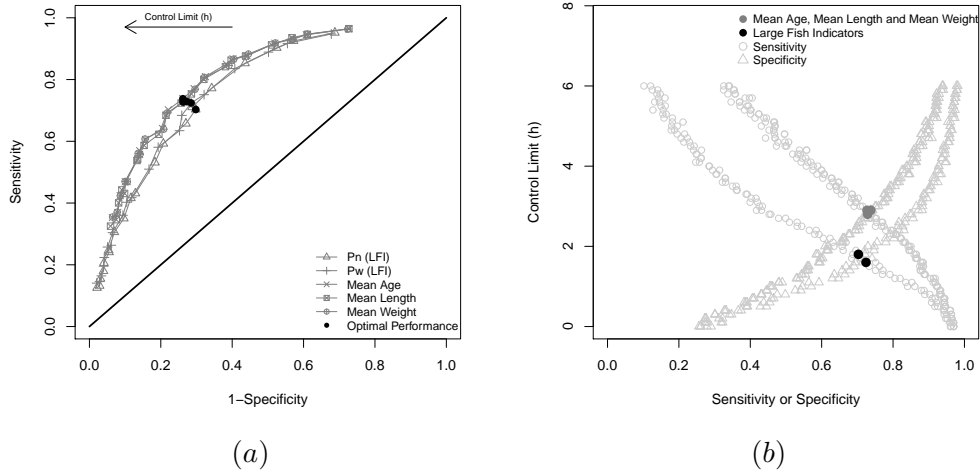 Control Limit (h)
1.0
0.8
0.6
0.4
0.2
0.0
Sensitivity
Pn (LFI)
Pw (LFI)
Mean Age
Mean Length
Mean Weight
Optimal Performance
0.0 0.2 0.4 0.6 0.8 1.0
1−Specificity
(a)
8
6
4
2
0
Control Limit (h)
Mean Age, Mean Length and Mean Weight
Large Fish Indicators
Sensitivity
Specificity
0.0 0.2 0.4 0.6 0.8 1.0
Sensitivity or Specificity
(b)